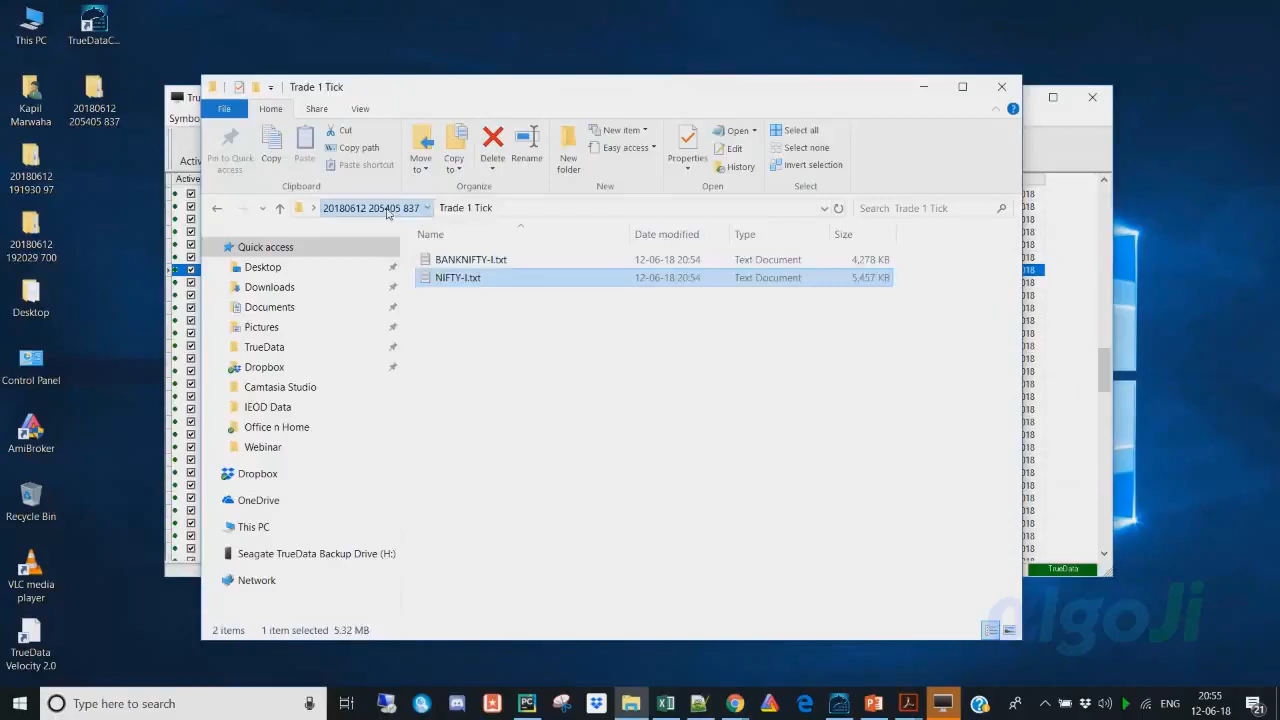 This PC
TrueDataC...
Kapil
Marwaha
20180612
205405 837
20180612
191930 97
20180612
192029 700
Desktop
Control Panel
AmiBroker
Recycle Bin
VLC media
player
TrueData
Velocity 2.0
Symbo
Activ
Active
Trade 1 Tick
File
Home
Share
View
Pin to Quick
access
Copy
Paste
Cut
Copy path
Paste shortcut
Clipboard
Move
to
Copy
to
Delete
Rename
Organize
New
folder
New item
Easy access
New
Properties
Open
Edit
History
Open
Select all
Select none
Invert selection
Select
20180612 205405 837
Trade 1 Tick
Search Trade 1 Tick
Name
Date modified
Type
Size
BANKNIFTY-I.txt
12-06-18 20:54
Text Document
4,278 KB
NIFTY-I.txt
12-06-18 20:54
Text Document
5,457 KB
Quick access
Desktop
Downloads
Documents
Pictures
TrueData
Dropbox
Camtasia Studio
IEOD Data
Office n Home
Webinar
Dropbox
OneDrive
This PC
Seagate TrueData Backup Drive (H:)
Network
2 items
1 item selected 5.32 MB
TrueData
AlgoJi
Type here to search
ENG
20:55
12-06-18